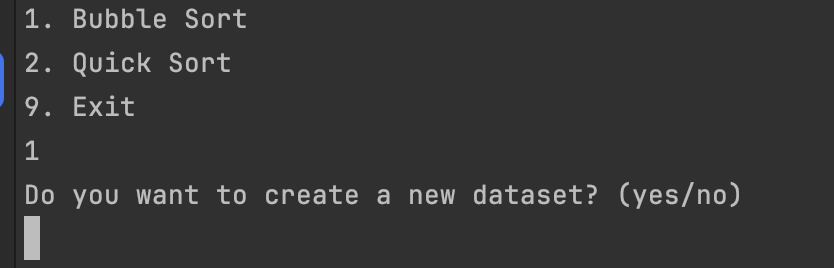 1. Bubble Sort
2. Quick Sort
9. Exit
1
Do you want to create a new dataset? (yes/no)